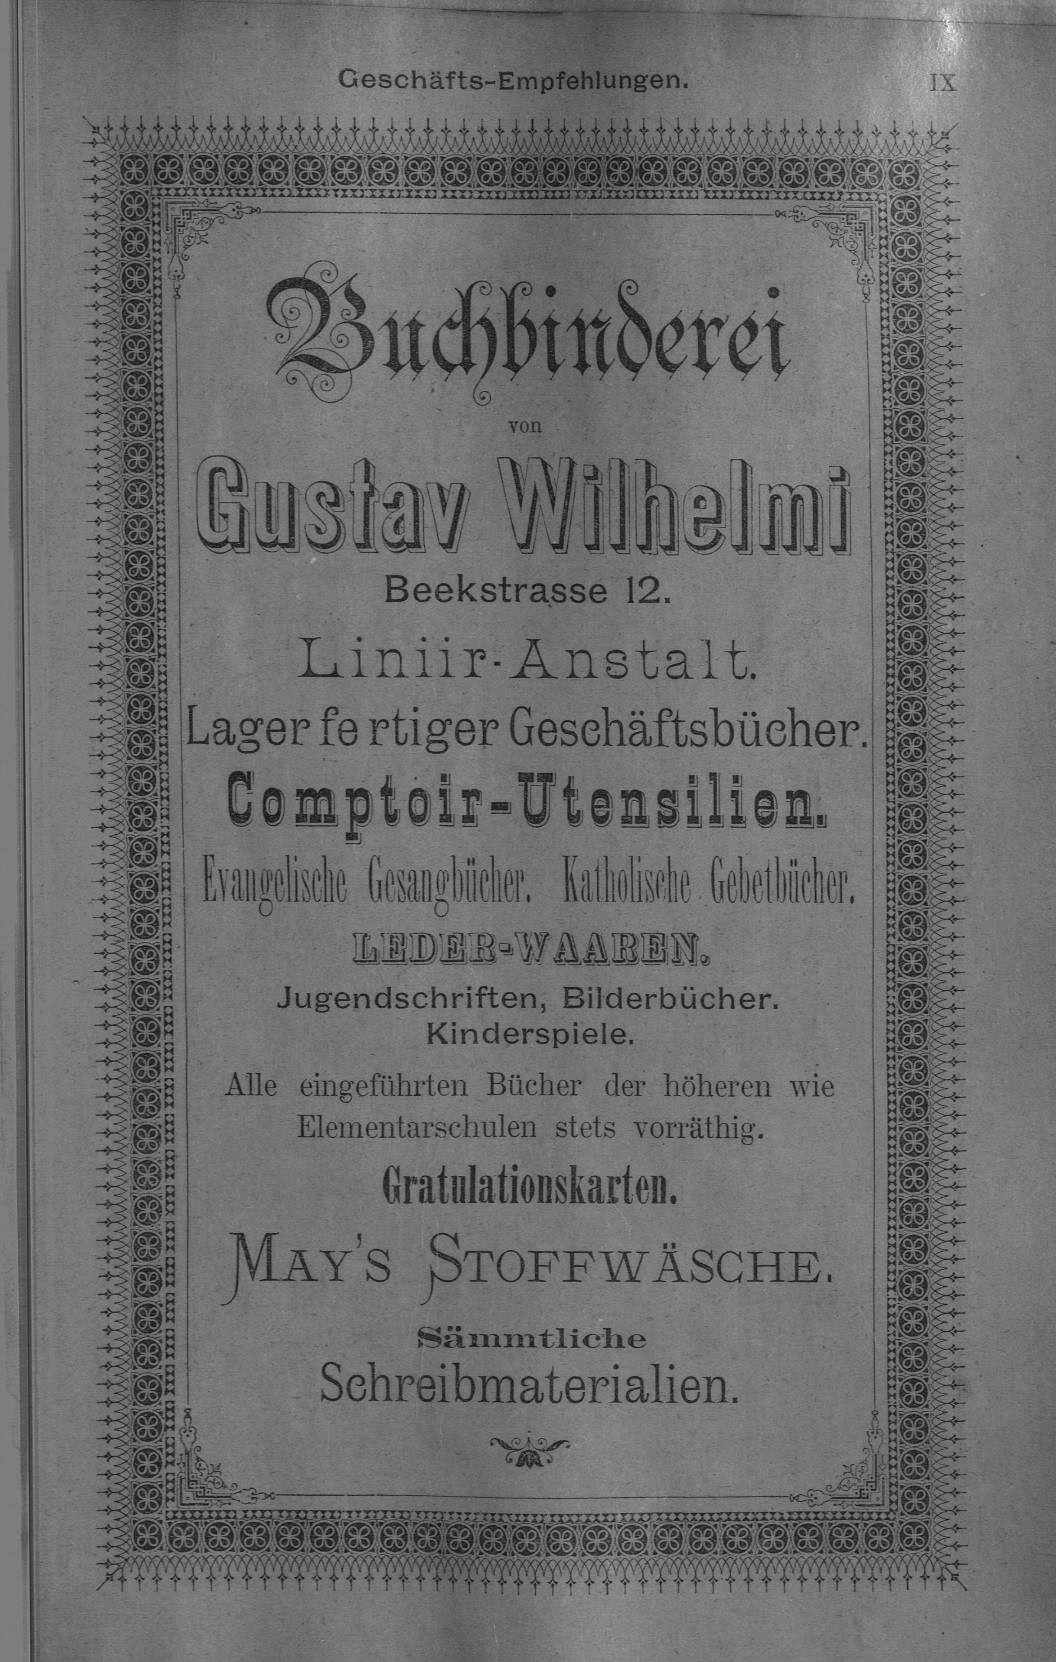 Geschäfts-Empfehlungen. IX
Buchbinderei
von
Gustav Wilhelmi
Beekstrasse 12.
Liniir-Anstalt.
Lager fe rtiger Geschäftsbücher.
Comptoir-Utensilien.
Evangelische Gesangbücher. Katholische Gebetbücher.
LEDER-WAAREN.
Jugendschriften, Bilderbücher.
Kinderspiele.
Alle eingeführten Bücher der höheren wie
Elementarschulen stets vorräthig.
Gratulationskarten.
MAY'S STOFFWÄSCHE.
Sämmtliche
Schreibmaterialien.